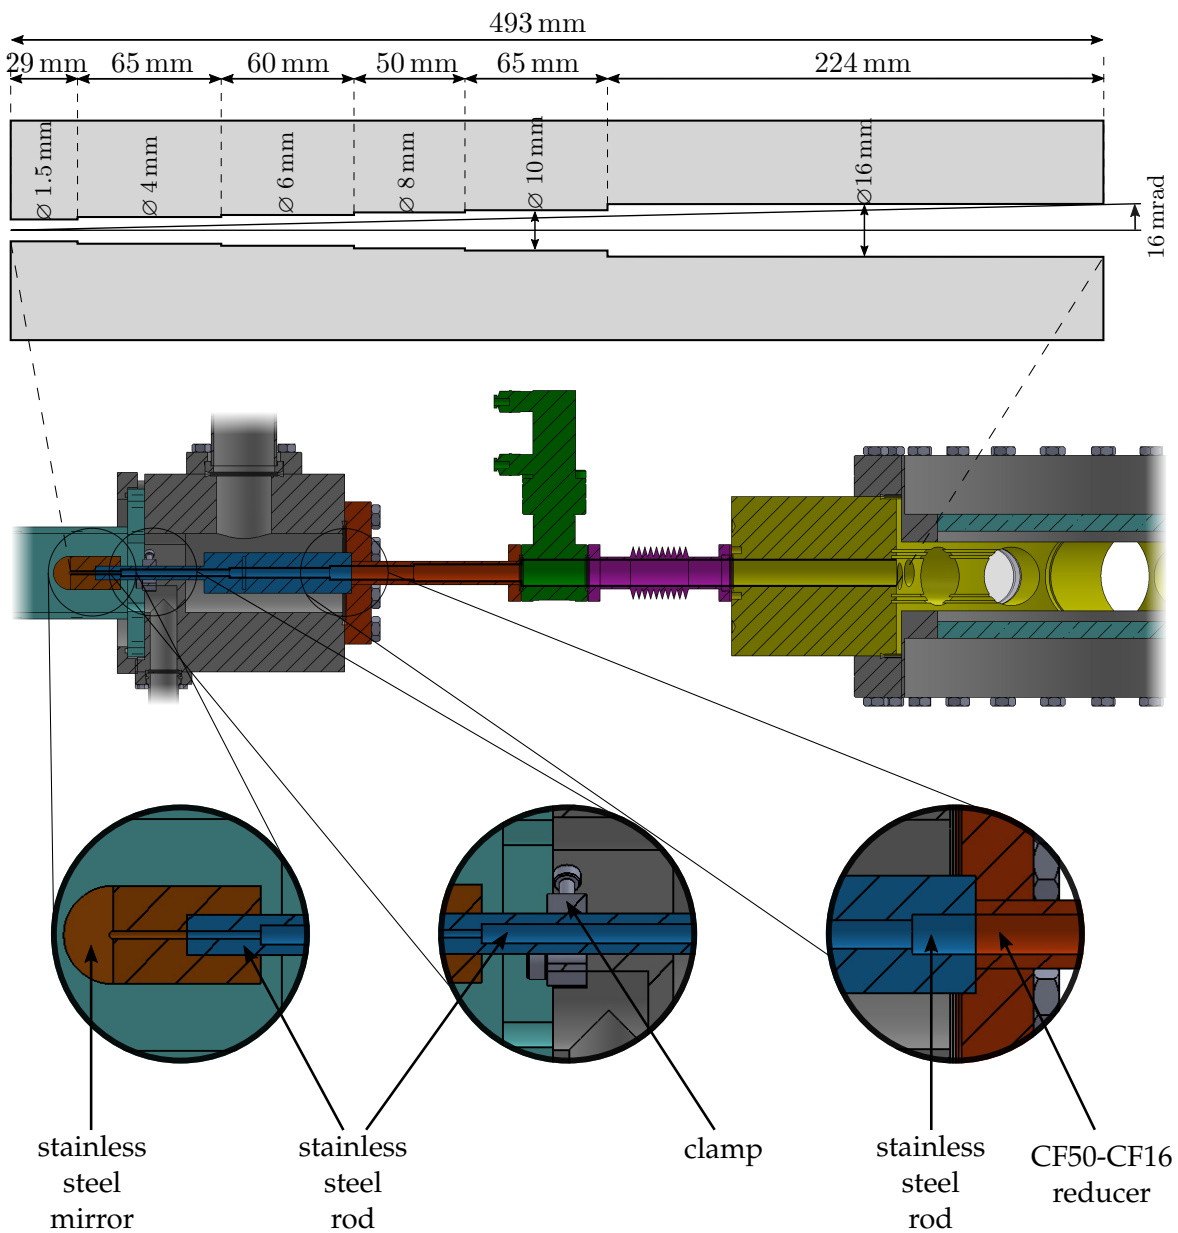 493 mm
29 mm 65 mm 60 mm 50 mm 65 mm 224 mm
∅ 1.5 mm
∅ 4 mm
∅ 6 mm
∅ 8 mm
∅ 10 mm
∅16 mm
16 mrad
stainless
steel
mirror
stainless
steel
rod
clamp
stainless
steel
rod
CF50-CF16
reducer